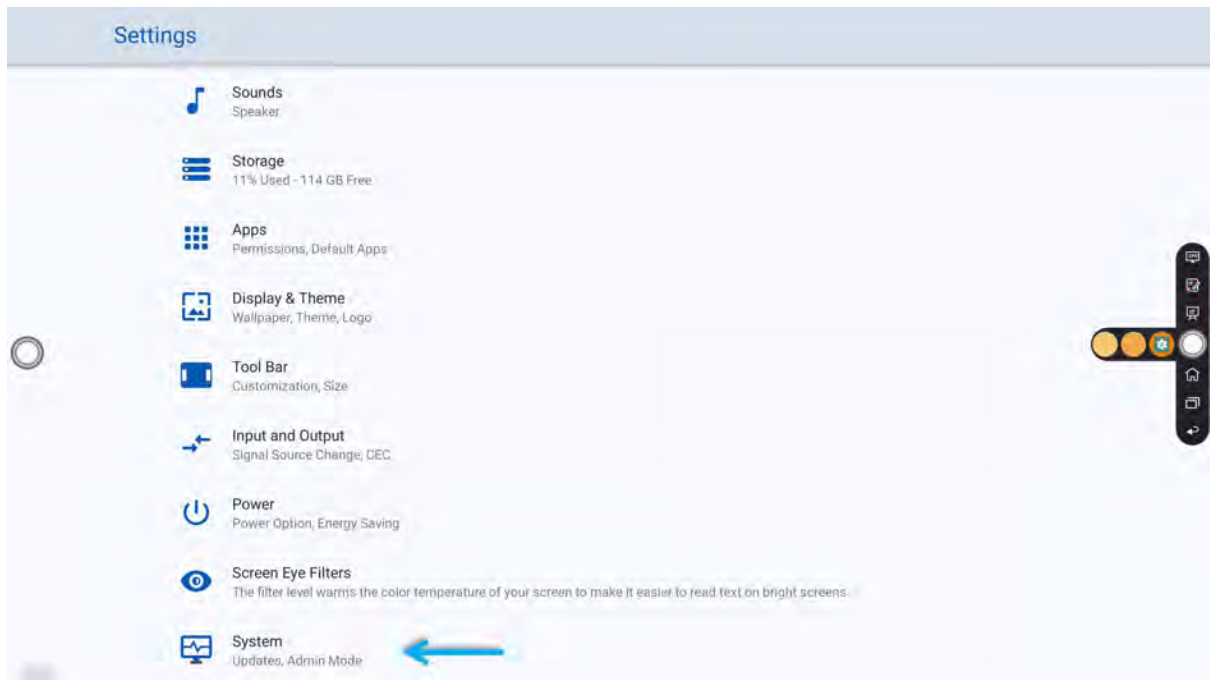 Settings
Sounds
Speaker
Storage
11% Used - 114 GB Free
Apps
Permissions, Default Apps
Display & Theme
Wallpaper, Theme, Logo
Tool Bar
Customization, Size
Input and Output
Signal Source Change, CEC
Power
Power Option, Energy Saving
Screen Eye Filters
The filter level warms the color temperature of your screen to make it easier to read text on bright screens.
System
Updates, Admin Mode